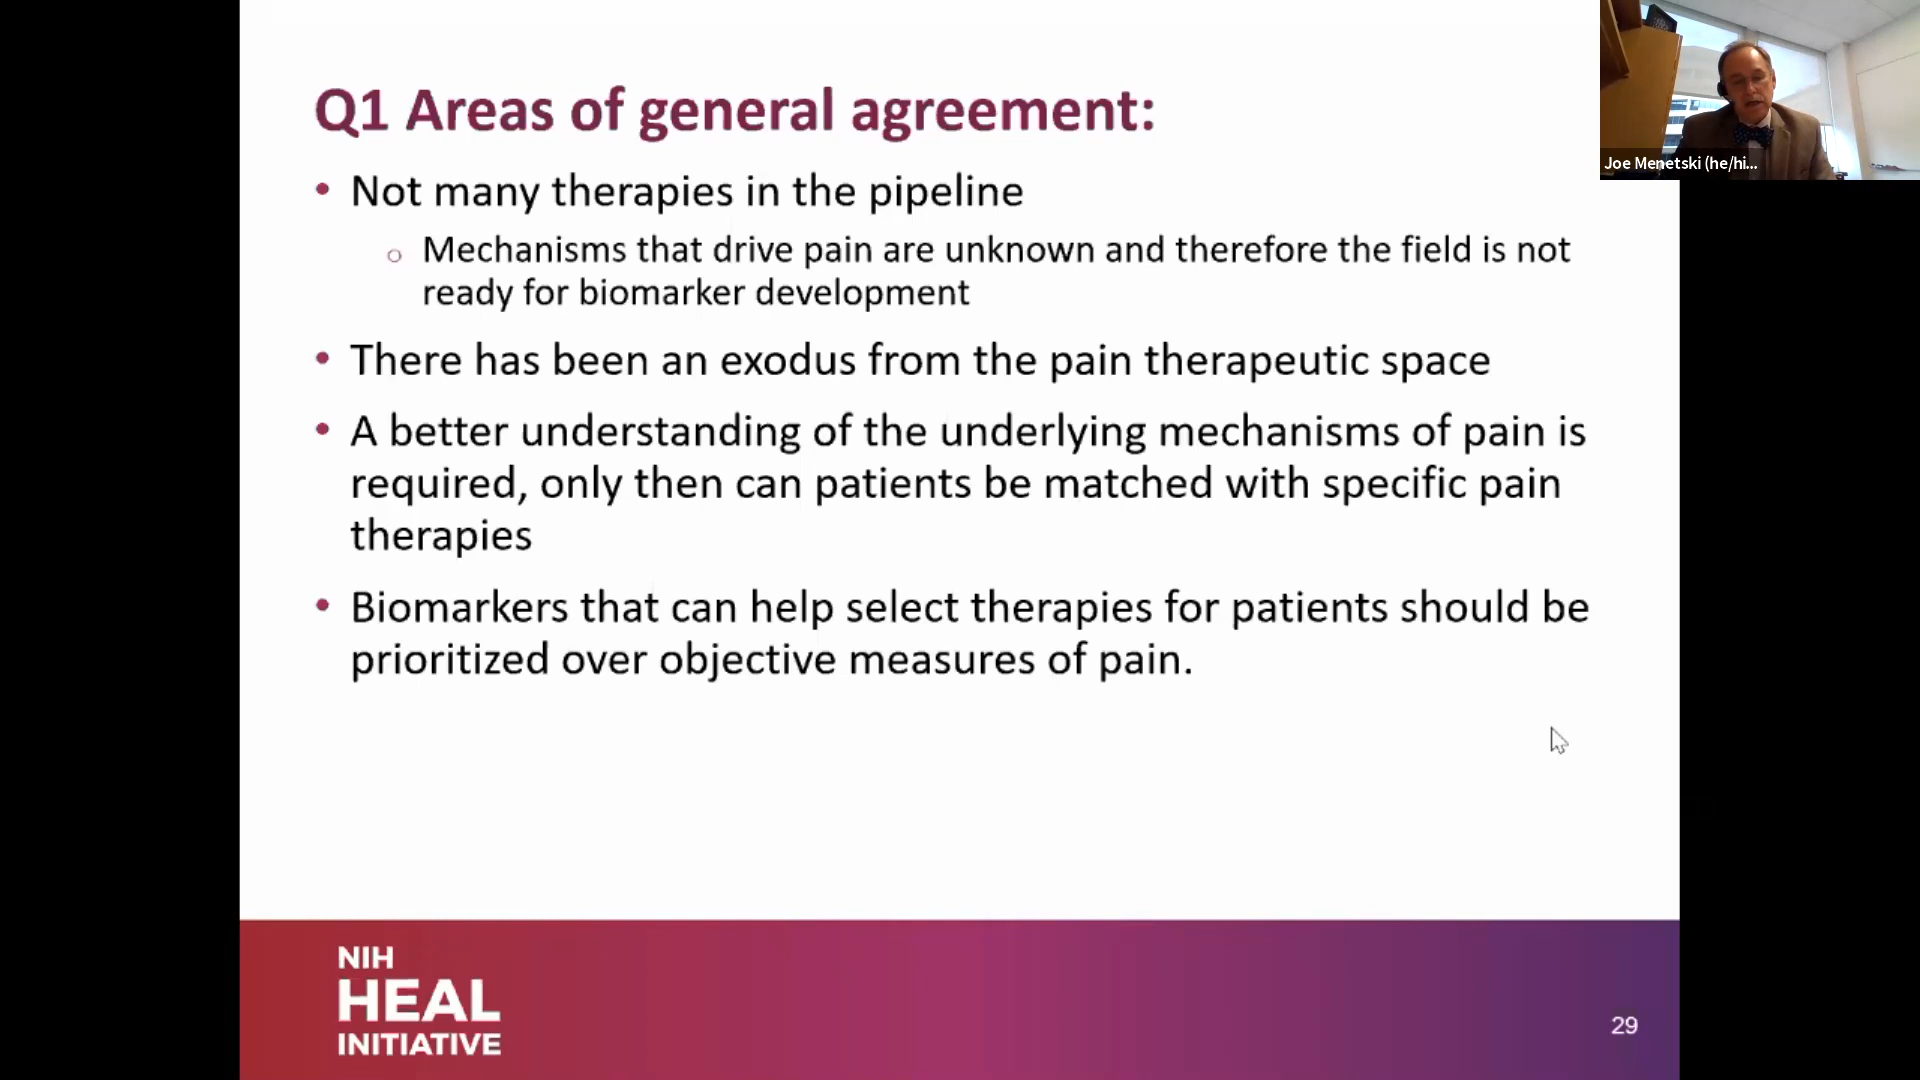 Q1 Areas of general agreement:
• Not many therapies in the pipeline
○ Mechanisms that drive pain are unknown and therefore the field is not
ready for biomarker development
• There has been an exodus from the pain therapeutic space
• A better understanding of the underlying mechanisms of pain is
required, only then can patients be matched with specific pain
therapies
• Biomarkers that can help select therapies for patients should be
prioritized over objective measures of pain.
Joe Menetski (he/hi...
NIH
HEAL
INITIATIVE
29